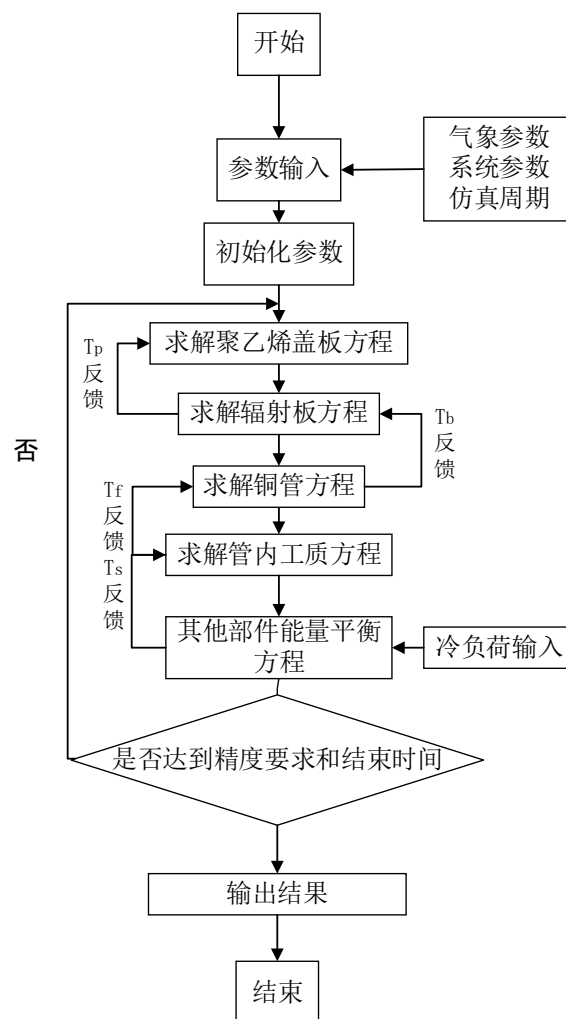 开始
参数输入
气象参数
系统参数
仿真周期
初始化参数
求解聚乙烯盖板方程
Tp
反
馈
求解辐射板方程
Tb
反
馈
否
求解铜管方程
Tf
反
馈
求解管内工质方程
Ts
反
馈
其他部件能量平衡
方程
冷负荷输入
是否达到精度要求和结束时间
输出结果
结束